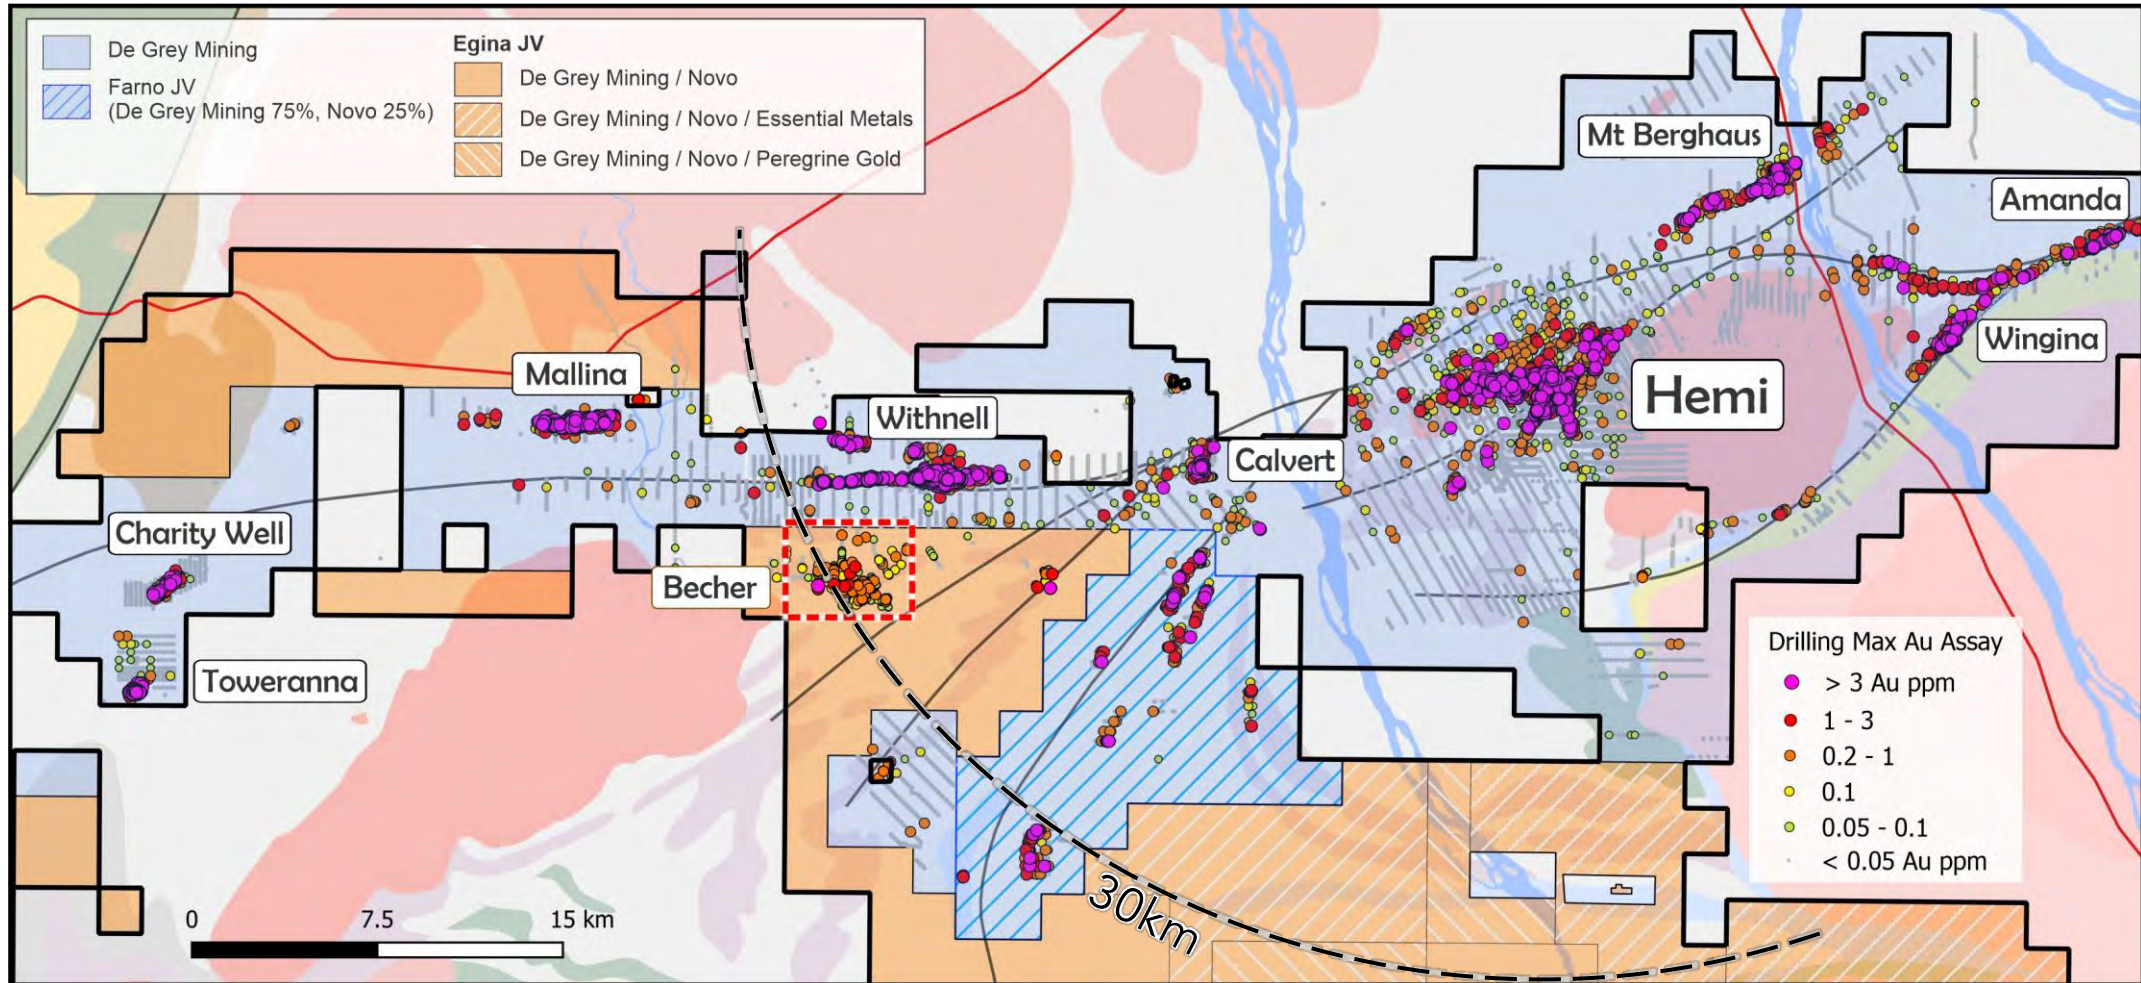 De Grey Mining
Farno JV
(De Grey Mining 75%, Novo 25%)
Egina JV
De Grey Mining / Novo
De Grey Mining / Novo / Essential Metals
De Grey Mining / Novo / Peregrine Gold
Mt Berghaus
Amanda
Wingina
Hemi
Mallina
Withnell
Calvert
Charity Well
Becher
Toweranna
Drilling Max Au Assay
> 3 Au ppm
1 - 3
0.2 - 1
0.1
0.05 - 0.1
< 0.05 Au ppm
30km
0 7.5 15 km